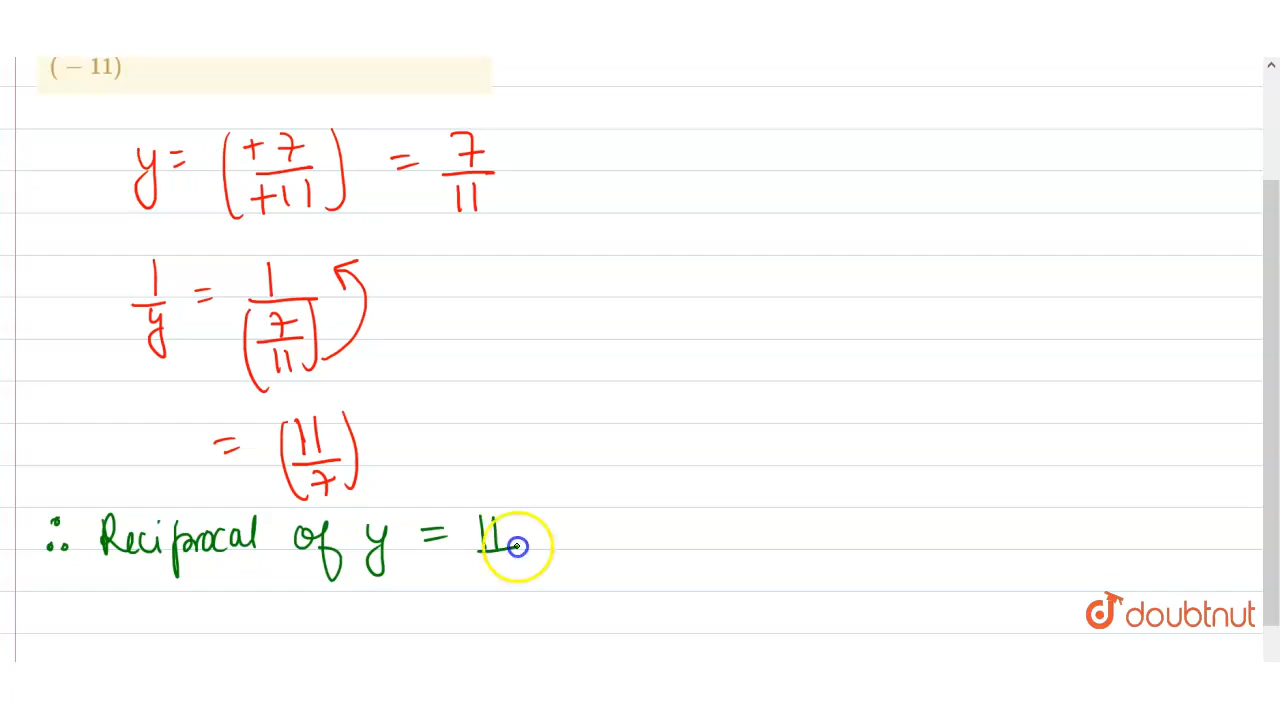 ( − 11)
y = (+7/+11) = 7/11
1/y = 1/(7/11)
= (11/7)
∴ Reciprocal of y = 11
doubtnut